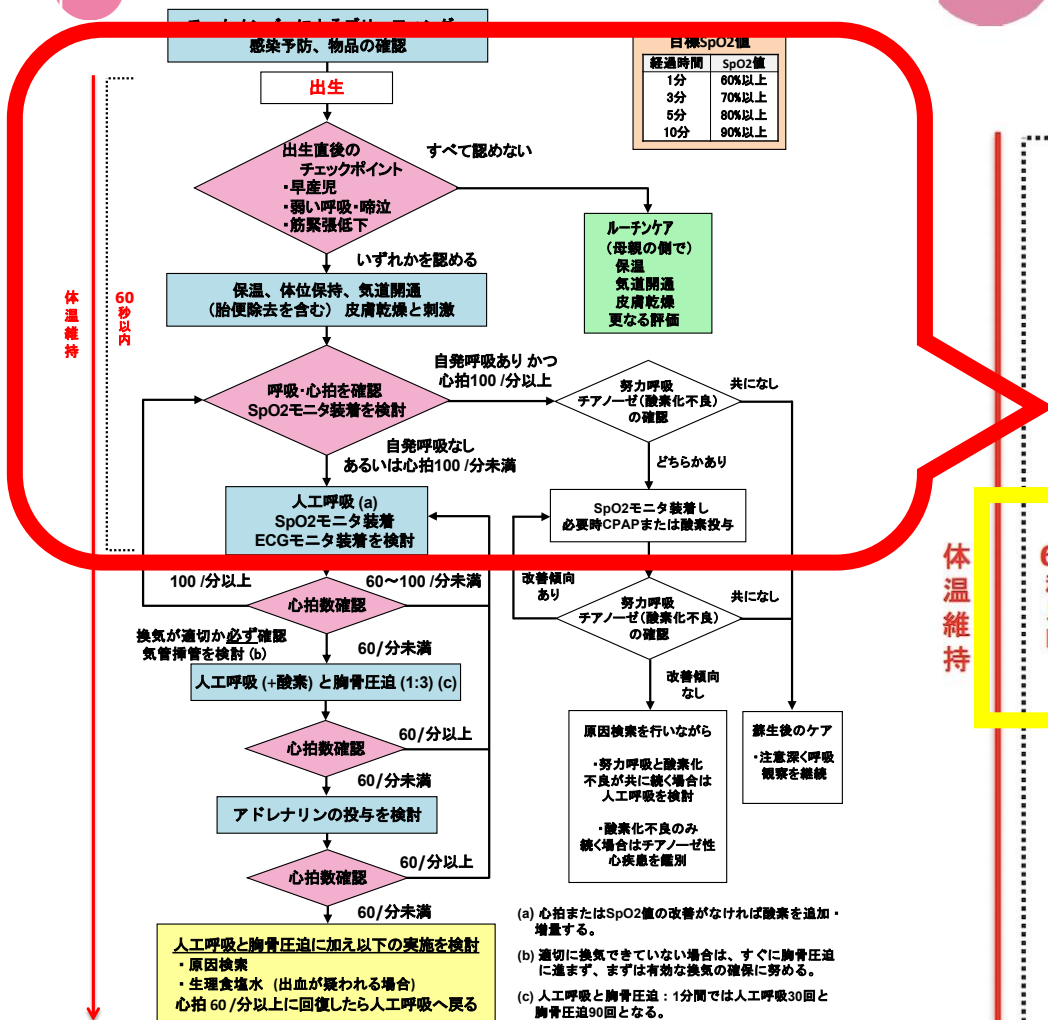 感染予防、物品の確認
出生
目標SpO2値
経過時間 SpO2値
1分 60%以上
3分 70%以上
5分 80%以上
10分 90%以上
出生直後の
チェックポイント
・早産児
・弱い呼吸・啼泣
・筋緊張低下
すべて認めない
ルーチンケア
(母親の側で)
保温
気道開通
皮膚乾燥
更なる評価
いずれかを認める
保温、体位保持、気道開通
(胎便除去を含む) 皮膚乾燥と刺激
体温維持
60秒以内
呼吸・心拍を確認
SpO2モニタ装着を検討
自発呼吸あり かつ
心拍100 /分以上
努力呼吸
チアノーゼ(酸素化不良)
の確認
共になし
自発呼吸なし
あるいは心拍100 /分未満
どちらかあり
人工呼吸 (a)
SpO2モニタ装着
ECGモニタ装着を検討
SpO2モニタ装着し
必要時CPAPまたは酸素投与
100 /分以上
60～100 /分未満
心拍数確認
改善傾向
あり
努力呼吸
チアノーゼ(酸素化不良)
の確認
共になし
換気が適切か必ず確認
気管挿管を検討 (b)
60/分未満
人工呼吸 (+酸素) と胸骨圧迫 (1:3) (c)
改善傾向
なし
心拍数確認
60/分以上
60/分未満
原因検索を行いながら
・努力呼吸と酸素化
不良が共に続く場合は
人工呼吸を検討
・酸素化不良のみ
続く場合はチアノーゼ性
心疾患を鑑別
蘇生後のケア
・注意深く呼吸
観察を継続
アドレナリンの投与を検討
心拍数確認
60/分以上
60/分未満
人工呼吸と胸骨圧迫に加え以下の実施を検討
・原因検索
・生理食塩水 (出血が疑われる場合)
心拍 60 /分以上に回復したら人工呼吸へ戻る
(a) 心拍またはSpO2値の改善がなければ酸素を追加・
増量する。
(b) 適切に換気できていない場合は、すぐに胸骨圧迫
に進まず、まずは有効な換気の確保に努める。
(c) 人工呼吸と胸骨圧迫：1分間では人工呼吸30回と
胸骨圧迫90回となる。
体温維持